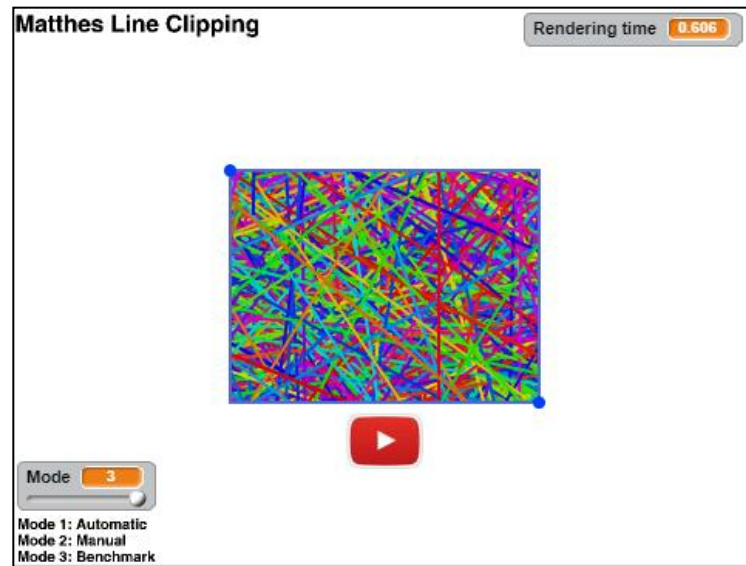 Matthes Line Clipping
Rendering time 0.606
Mode 3
Mode 1: Automatic
Mode 2: Manual
Mode 3: Benchmark